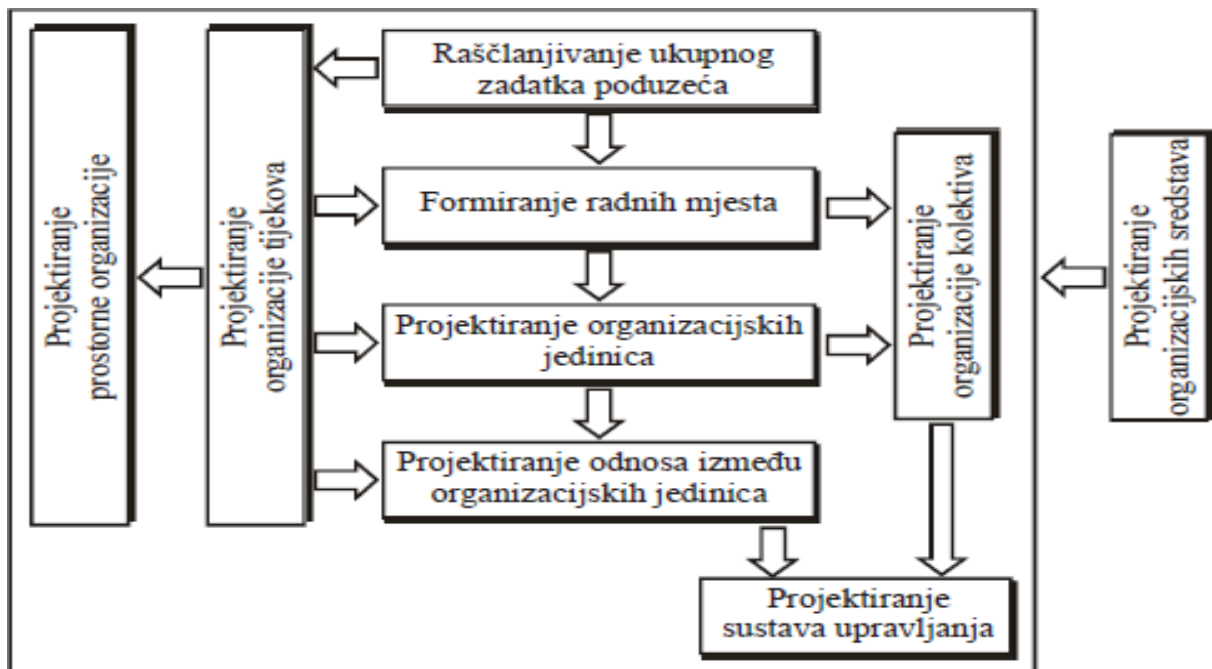 Projektiranje
prostorne organizacije
Projektiranje
organizacije tijekova
Raščlanjivanje ukupnog
zadatka poduzeća
Formiranje radnih mjesta
Projektiranje organizacijskih
jedinica
Projektiranje odnosa između
organizacijskih jedinica
Projektiranje
organizacije kolektiva
Projektiranje
organizacijskih sredstava
Projektiranje
sustava upravljanja